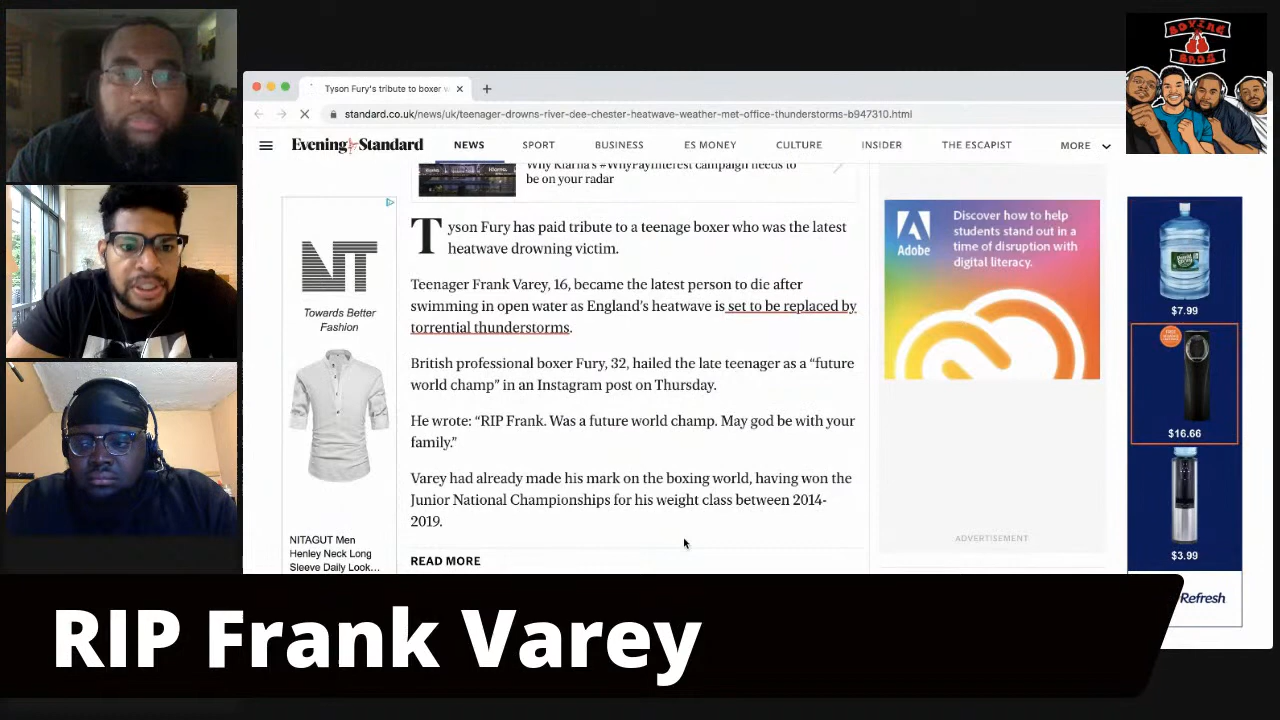 BOXING
BROS
Tyson Fury's tribute to boxer w
standard.co.uk/news/uk/teenager-drowns-river-dee-chester-heatwave-weather-met-office-thunderstorms-b947310.html
Evening Standard
NEWS
SPORT
BUSINESS
ES MONEY
CULTURE
INSIDER
THE ESCAPIST
MORE
Why Klarna's #WhyPayInterest campaign needs to
be on your radar
Tyson Fury has paid tribute to a teenage boxer who was the latest
heatwave drowning victim.
Teenager Frank Varey, 16, became the latest person to die after
swimming in open water as England's heatwave is set to be replaced by
torrential thunderstorms.
British professional boxer Fury, 32, hailed the late teenager as a “future
world champ” in an Instagram post on Thursday.
He wrote: “RIP Frank. Was a future world champ. May god be with your
family.”
Varey had already made his mark on the boxing world, having won the
Junior National Championships for his weight class between 2014-
2019.
READ MORE
NT
Towards Better
Fashion
NITAGUT Men
Henley Neck Long
Sleeve Daily Look...
Adobe
Discover how to help
students stand out in a
time of disruption with
digital literacy.
ADVERTISEMENT
$7.99
$16.66
$3.99
Refresh
RIP Frank Varey